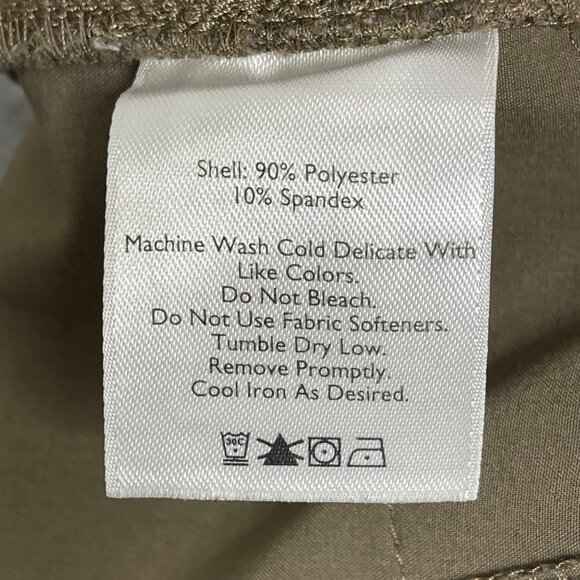 Shell: 90% Polyester
10% Spandex
Machine Wash Cold Delicate With
Like Colors.
Do Not Bleach.
Do Not Use Fabric Softeners.
Tumble Dry Low.
Remove Promptly.
Cool Iron As Desired.
30C